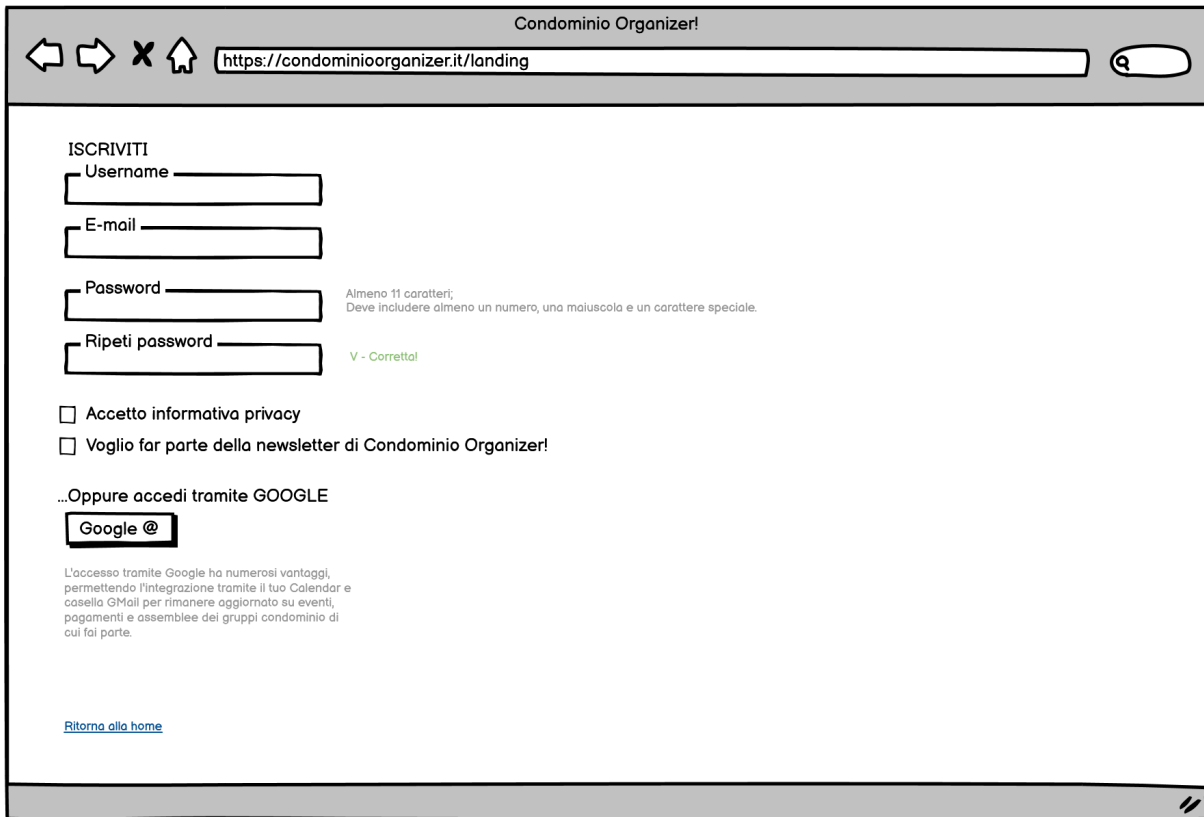 Condominio Organizer!
https://condominioorganizer.it/landing
ISCRIVITI
Username
E-mail
Password
Almeno 11 caratteri;
Deve includere almeno un numero, una maiuscola e un carattere speciale.
Ripeti password
V - Corretta!
Accetto informativa privacy
Voglio far parte della newsletter di Condominio Organizer!
...Oppure accedi tramite GOOGLE
Google @
L'accesso tramite Google ha numerosi vantaggi,
permettendo l'integrazione tramite il tuo Calendar e
casella GMail per rimanere aggiornato su eventi,
pagamenti e assemblee dei gruppi condominio di
cui fai parte.
Ritorna alla home